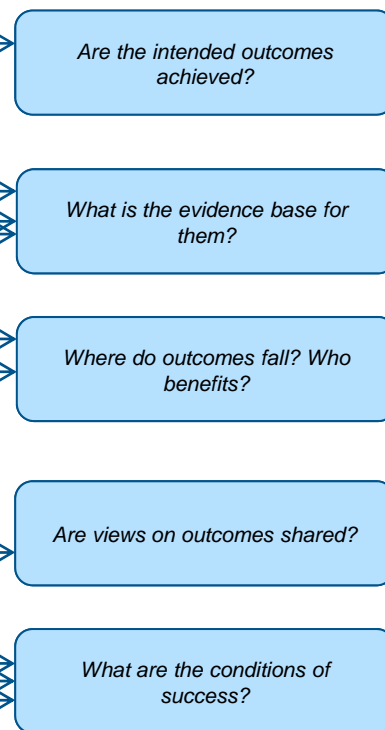 Are the intended outcomes
achieved?
What is the evidence base for
them?
Where do outcomes fall? Who
benefits?
Are views on outcomes shared?
What are the conditions of
success?